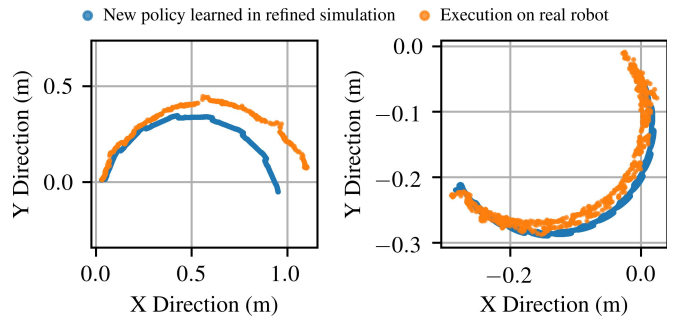 New policy learned in refined simulation
Execution on real robot
Y Direction (m)
0.5
0.0
0.0
0.5
1.0
X Direction (m)
Y Direction (m)
0.0
−0.1
−0.2
−0.3
−0.2
0.0
X Direction (m)